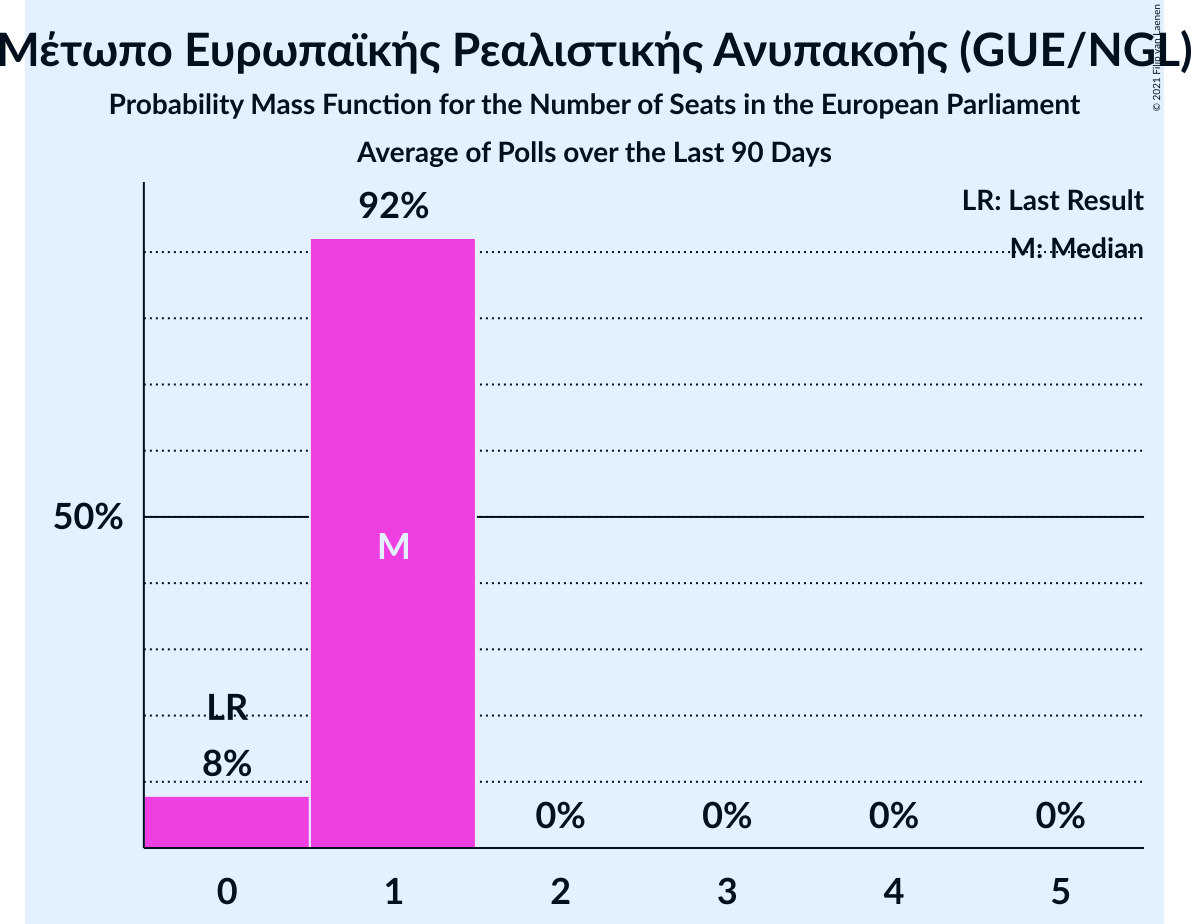 Μέτωπο Ευρωπαϊκής Ρεαλιστικής Ανυπακοής (GUE/NGL)
© 2021 Filip van Laenen
Probability Mass Function for the Number of Seats in the European Parliament
Average of Polls over the Last 90 Days
92%
LR: Last Result
M: Median
50%
M
LR
8%
0% 0% 0% 0%
0 1 2 3 4 5